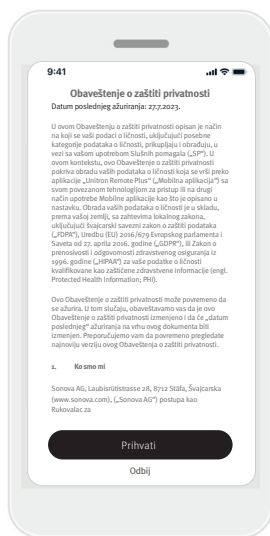 9:41
Obaveštenje o zaštiti privatnosti
Datum poslednjeg ažuriranja: 27.7.2023.
U ovom Obaveštenju o zaštiti privatnosti opisan je način
na koji se vaši podaci o ličnosti, uključujući posebne
kategorije podataka o ličnosti, prikupljaju i obrađuju, u
vezi sa vašom upotrebom Slušnih pomagala („SP“). U
ovom kontekstu, ovo Obaveštenje o zaštiti privatnosti
pokriva obradu vaših podataka o ličnosti koja se vrši preko
aplikacije „Unitron Remote Plus“ („Mobilna aplikacija“) sa
svom povezanom tehnologijom za pristup ili na drugi
način upotrebe Mobilne aplikacije kao što je opisano u
nastavku. Obrada vaših podataka o ličnosti je u skladu,
prema vašoj zemlji, sa zahtevima lokalnog zakona,
uključujući švajcarski savezni zakon o zaštiti podataka
(„FDPA“), Uredbu (EU) 2016/679 Evropskog parlamenta i
Saveta od 27. aprila 2016. godine („GDPR“), ili Zakon o
prenosivosti i odgovornosti zdravstvenog osiguranja iz
1996. godine („HIPAA“) za vaše podatke o ličnosti
kvalifikovane kao zaštićene zdravstvene informacije (engl.
Protected Health Information; PHI).
Ovo Obaveštenje o zaštiti privatnosti može povremeno da
se ažurira. U tom slučaju, obaveštavamo vas da je ovo
Obaveštenje o zaštiti privatnosti izmenjeno i da će „datum
poslednjeg“ ažuriranja na vrhu ovog dokumenta biti
izmenjen. Preporučujemo vam da povremeno pregledate
najnoviju verziju ovog Obaveštenja o zaštiti privatnosti.
1. Ko smo mi
Sonova AG, Laubisrütistrasse 28, 8712 Stäfa, Švajcarska
(www.sonova.com), („Sonova AG“) postupa kao
Rukovalac za
Prihvati
Odbij